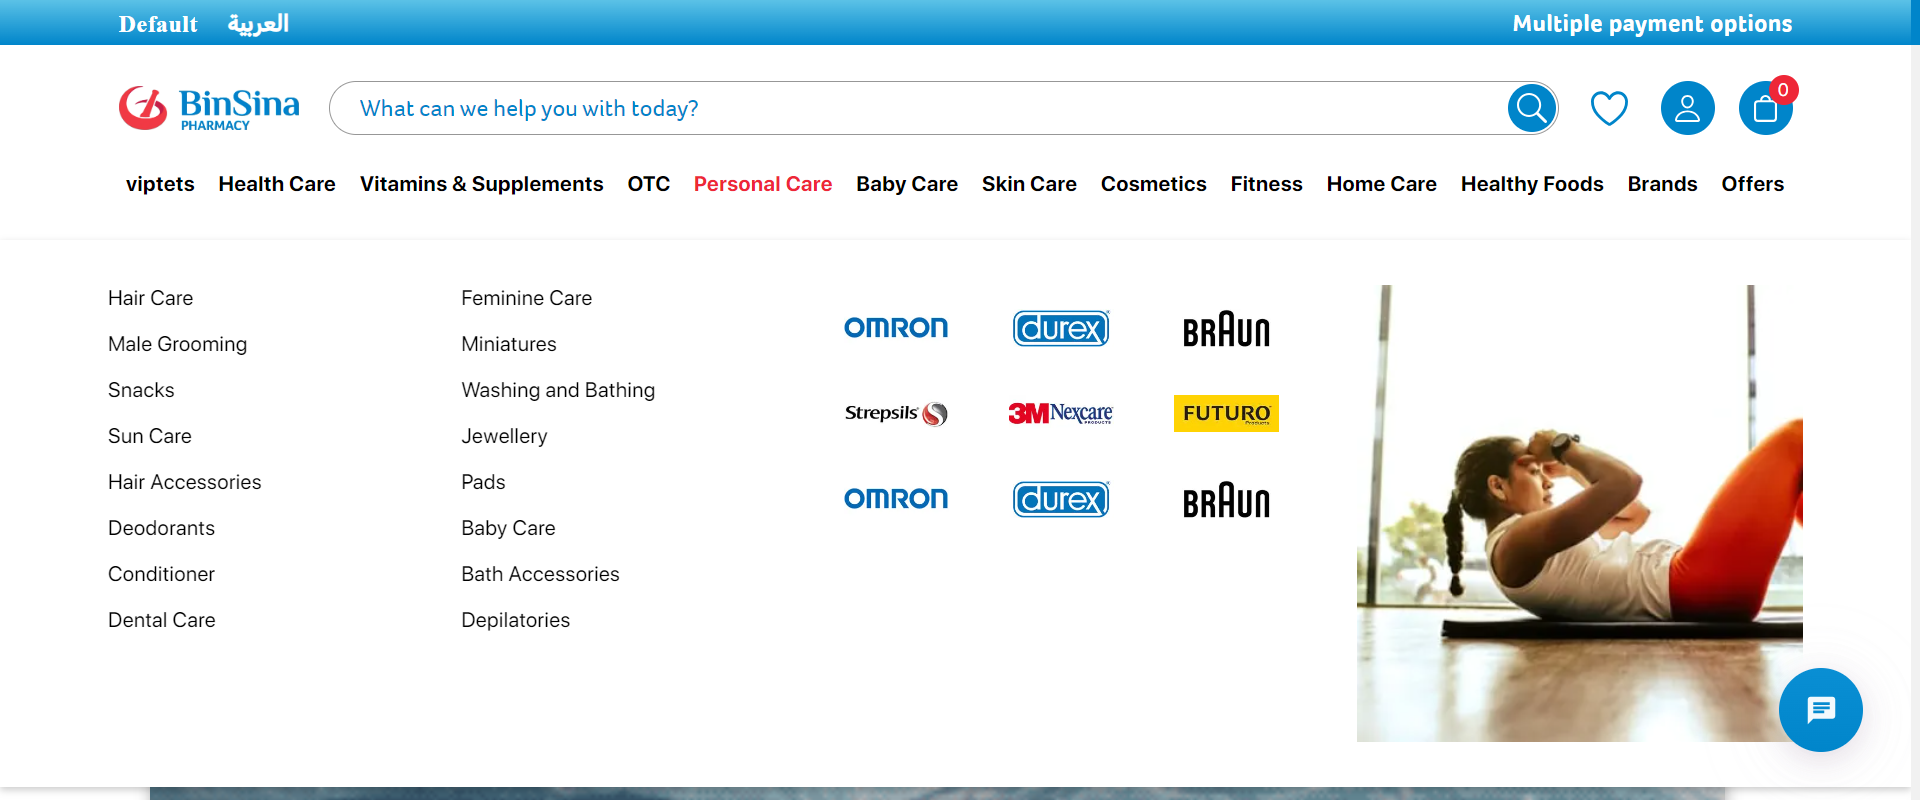 Default العربية Multiple payment options
BinSina
PHARMACY
What can we help you with today?
0
viptets Health Care Vitamins & Supplements OTC Personal Care Baby Care Skin Care Cosmetics Fitness Home Care Healthy Foods Brands Offers
Hair Care
Male Grooming
Snacks
Sun Care
Hair Accessories
Deodorants
Conditioner
Dental Care
Feminine Care
Miniatures
Washing and Bathing
Jewellery
Pads
Baby Care
Bath Accessories
Depilatories
OMRON durex BRAUN
Strepsils 3M Nexcare PRODUCTS FUTURO Products
OMRON durex BRAUN